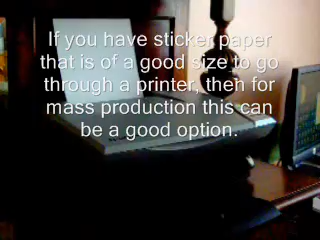 If you have sticker paper
that is of a good size to go
through a printer, then for
mass production this can
be a good option.